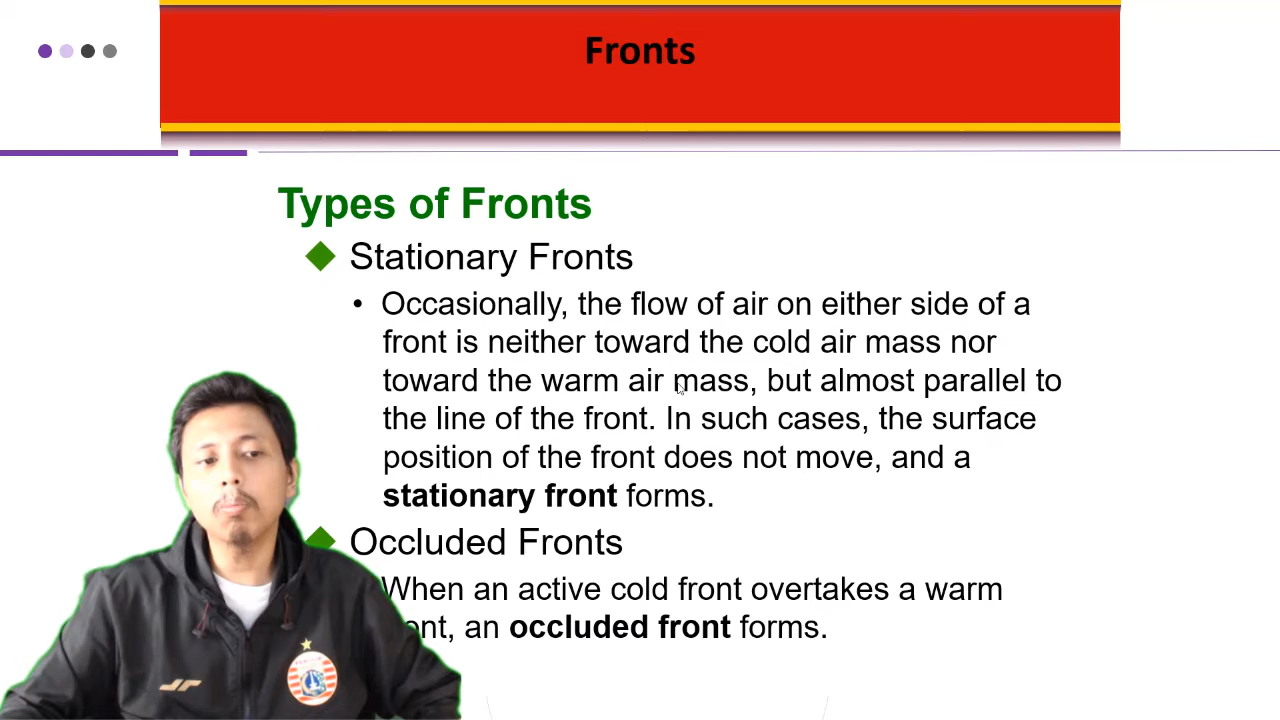 Fronts
Types of Fronts
Stationary Fronts
• Occasionally, the flow of air on either side of a
front is neither toward the cold air mass nor
toward the warm air mass, but almost parallel to
the line of the front. In such cases, the surface
position of the front does not move, and a
stationary front forms.
Occluded Fronts
When an active cold front overtakes a warm
ont, an occluded front forms.